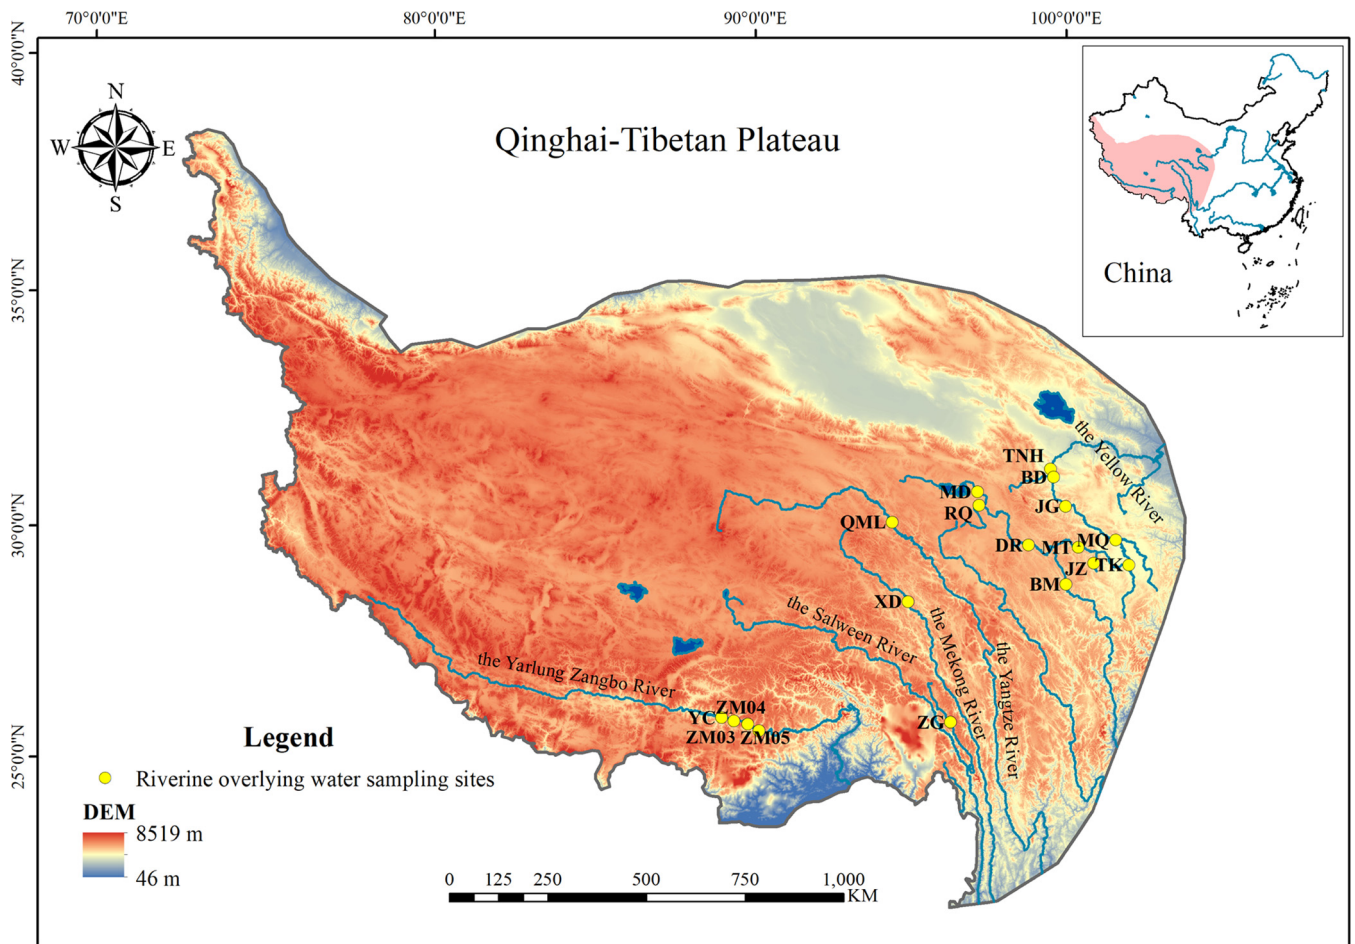 70°0'0"E
80°0'0"E
90°0'0"E
100°0'0"E
40°0'0"N
35°0'0"N
30°0'0"N
25°0'0"N
N
W
E
S
Qinghai-Tibetan Plateau
China
the Yellow River
TNH
BD
MD
RQ
JG
QML
DR
MT
MQ
JZ
TK
BM
XD
the Salween River
the Mekong River
the Yangtze River
the Yarlung Zangbo River
ZM04
YC
ZM03
ZM05
ZG
Legend
Riverine overlying water sampling sites
DEM
8519 m
46 m
0 125 250 500 750 1,000
KM